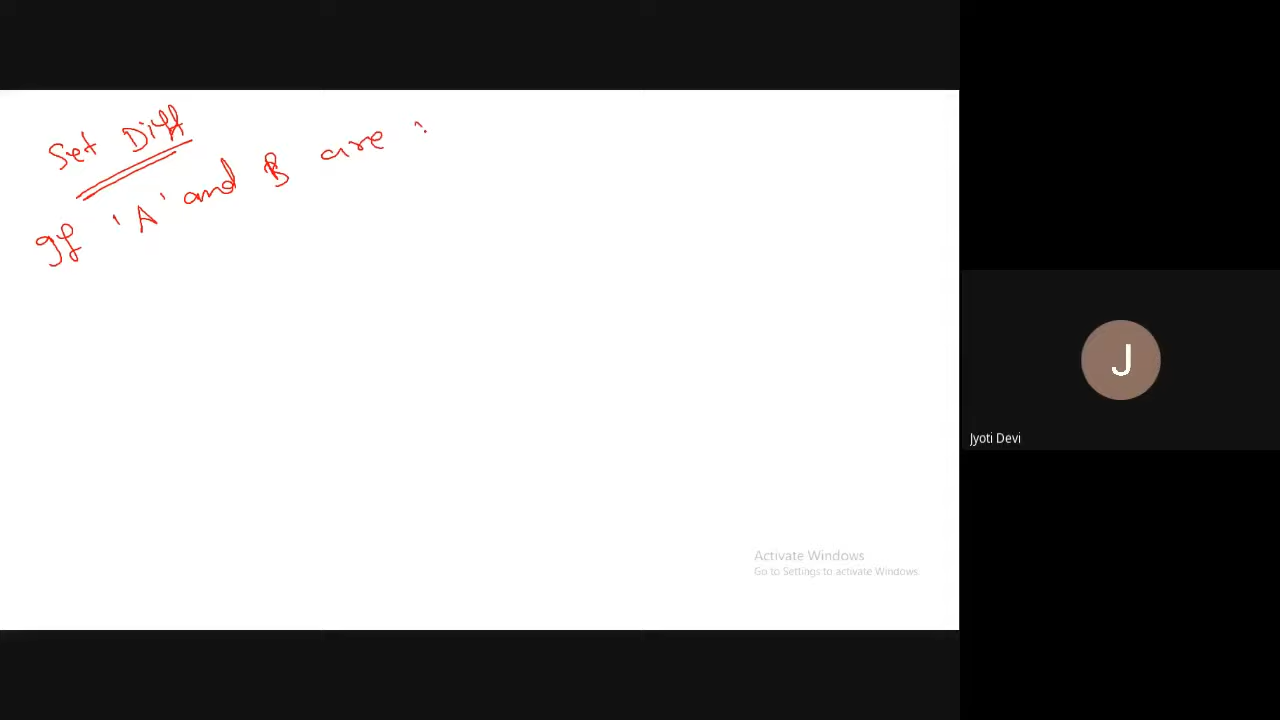 Set Diff
If 'A' and B are
J
Jyoti Devi
Activate Windows
Go to Settings to activate Windows.